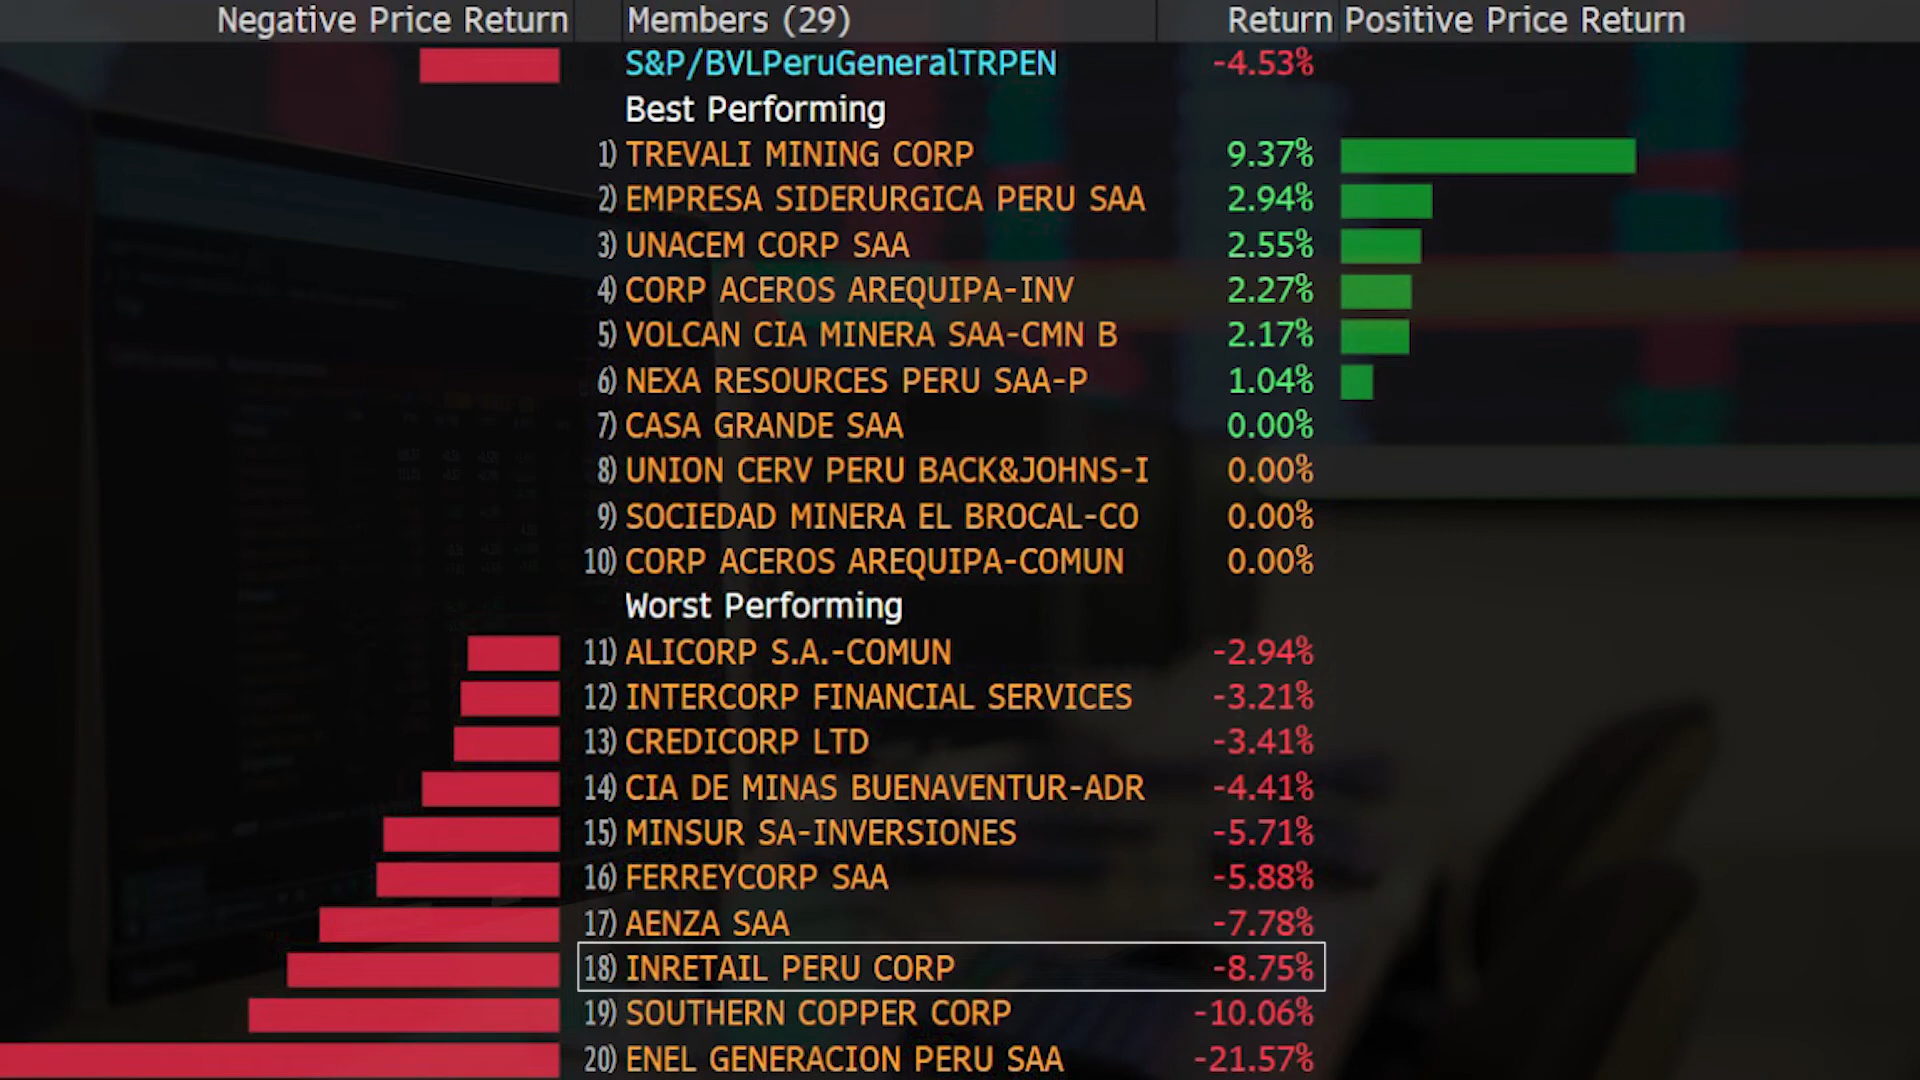 Negative Price Return Members (29) Return Positive Price Return
S&P/BVLPeruGeneralTRPEN -4.53%
Best Performing
1) TREVALI MINING CORP 9.37%
2) EMPRESA SIDERURGICA PERU SAA 2.94%
3) UNACEM CORP SAA 2.55%
4) CORP ACEROS AREQUIPA-INV 2.27%
5) VOLCAN CIA MINERA SAA-CMN B 2.17%
6) NEXA RESOURCES PERU SAA-P 1.04%
7) CASA GRANDE SAA 0.00%
8) UNION CERV PERU BACK&JOHNS-I 0.00%
9) SOCIEDAD MINERA EL BROCAL-CO 0.00%
10) CORP ACEROS AREQUIPA-COMUN 0.00%
Worst Performing
11) ALICORP S.A.-COMUN -2.94%
12) INTERCORP FINANCIAL SERVICES -3.21%
13) CREDICORP LTD -3.41%
14) CIA DE MINAS BUENAVENTUR-ADR -4.41%
15) MINSUR SA-INVERSIONES -5.71%
16) FERREYCORP SAA -5.88%
17) AENZA SAA -7.78%
18) INRETAIL PERU CORP -8.75%
19) SOUTHERN COPPER CORP -10.06%
20) ENEL GENERACION PERU SAA -21.57%